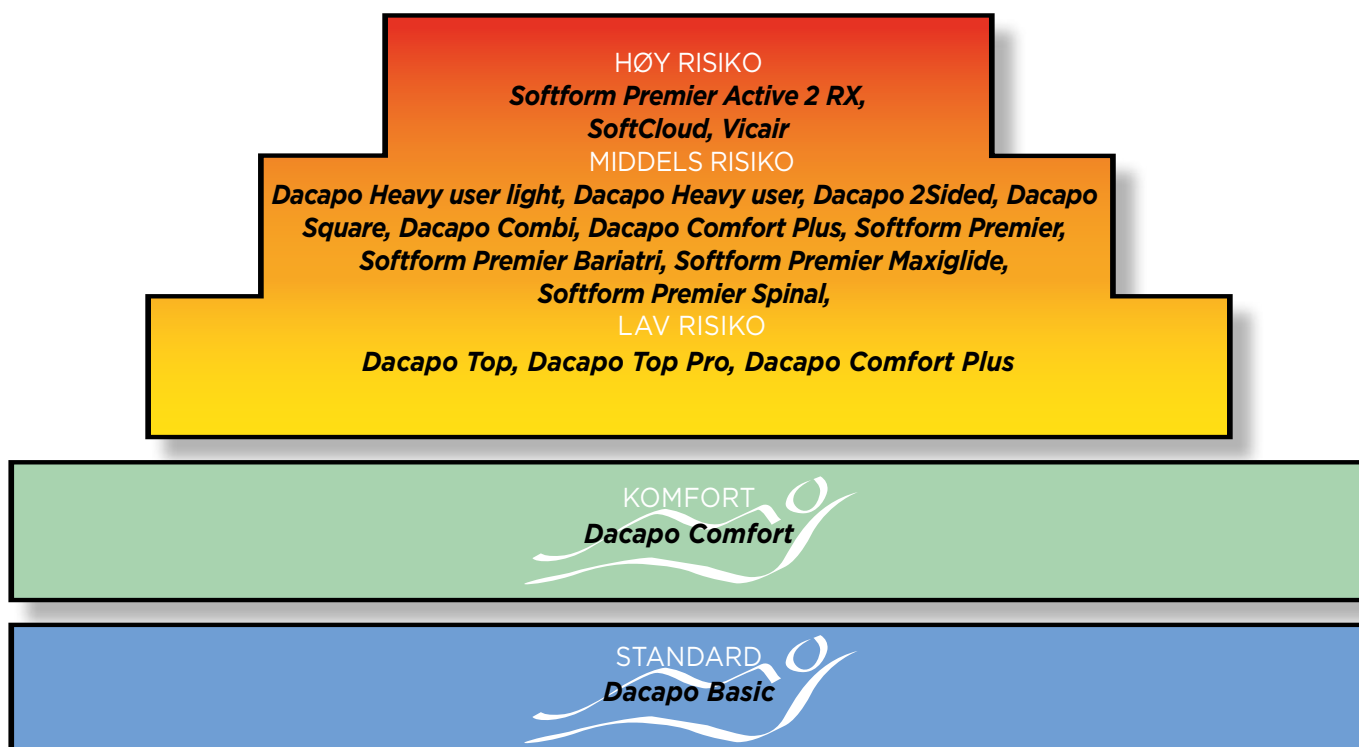 HØY RISIKO
Softform Premier Active 2 RX,
SoftCloud, Vicair
MIDDELS RISIKO
Dacapo Heavy user light, Dacapo Heavy user, Dacapo 2Sided, Dacapo
Square, Dacapo Combi, Dacapo Comfort Plus, Softform Premier,
Softform Premier Bariatri, Softform Premier Maxiglide,
Softform Premier Spinal,
LAV RISIKO
Dacapo Top, Dacapo Top Pro, Dacapo Comfort Plus
KOMFORT
Dacapo Comfort
STANDARD
Dacapo Basic